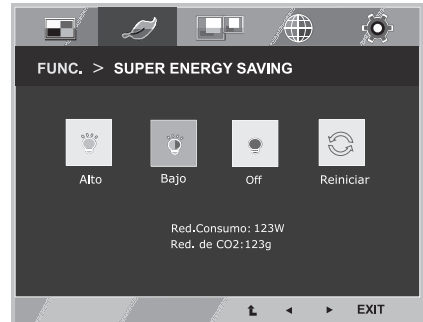 FUNC. > SUPER ENERGY SAVING
Alto Bajo Off Reiniciar
Red.Consumo: 123W
Red. de CO2:123g
EXIT